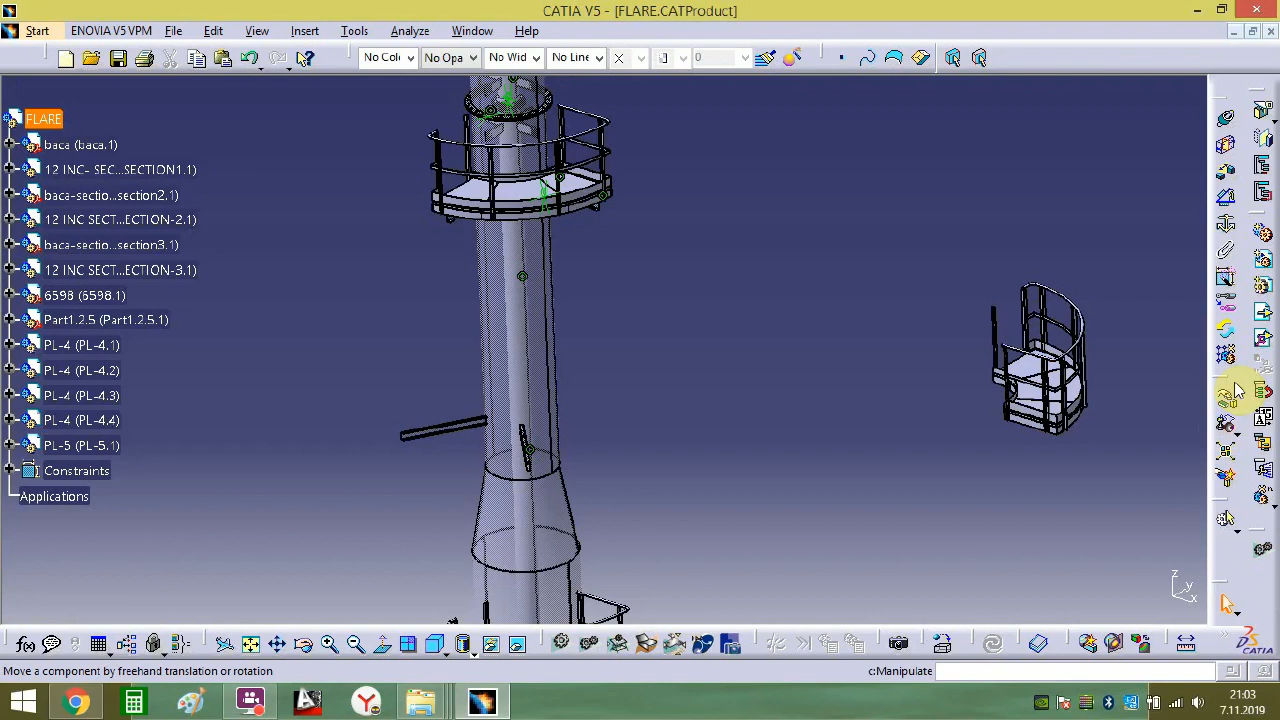 CATIA V5 - [FLARE.CATProduct]
Start ENOVIA V5 VPM File Edit View Insert Tools Analyze Window Help
No Col No Opa No Wid No Line 0
FLARE
baca (baca.1)
12 INC- SEC...SECTION1.1)
baca-sectio...section2.1)
12 INC SECT...ECTION-2.1)
baca-sectio...section3.1)
12 INC SECT...ECTION-3.1)
6598 (6598.1)
Part1.2.5 (Part1.2.5.1)
PL-4 (PL-4.1)
PL-4 (PL-4.2)
PL-4 (PL-4.3)
PL-4 (PL-4.4)
PL-5 (PL-5.1)
Constraints
Applications
z
y
x
CATIA
Move a component by freehand translation or rotation c:Manipulate
21:03
7.11.2019